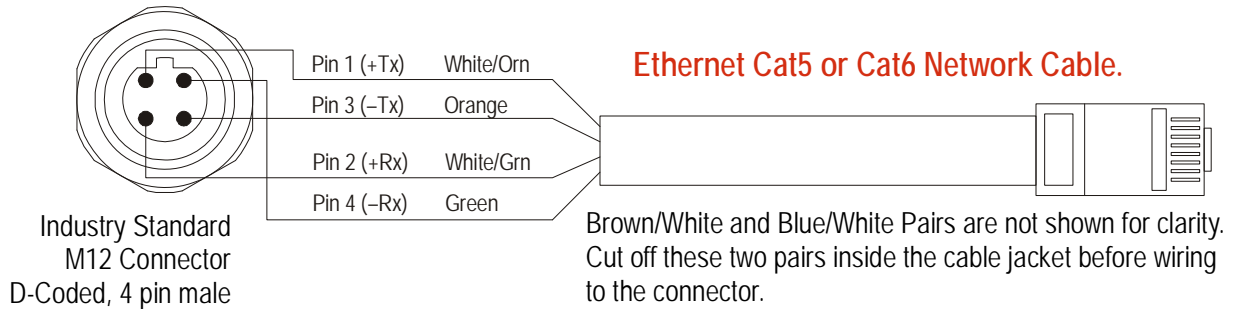 Ethernet Cat5 or Cat6 Network Cable.
Pin 1 (+Tx) White/Orn
Pin 3 (–Tx) Orange
Pin 2 (+Rx) White/Grn
Pin 4 (–Rx) Green
Industry Standard
M12 Connector
D-Coded, 4 pin male
Brown/White and Blue/White Pairs are not shown for clarity.
Cut off these two pairs inside the cable jacket before wiring
to the connector.